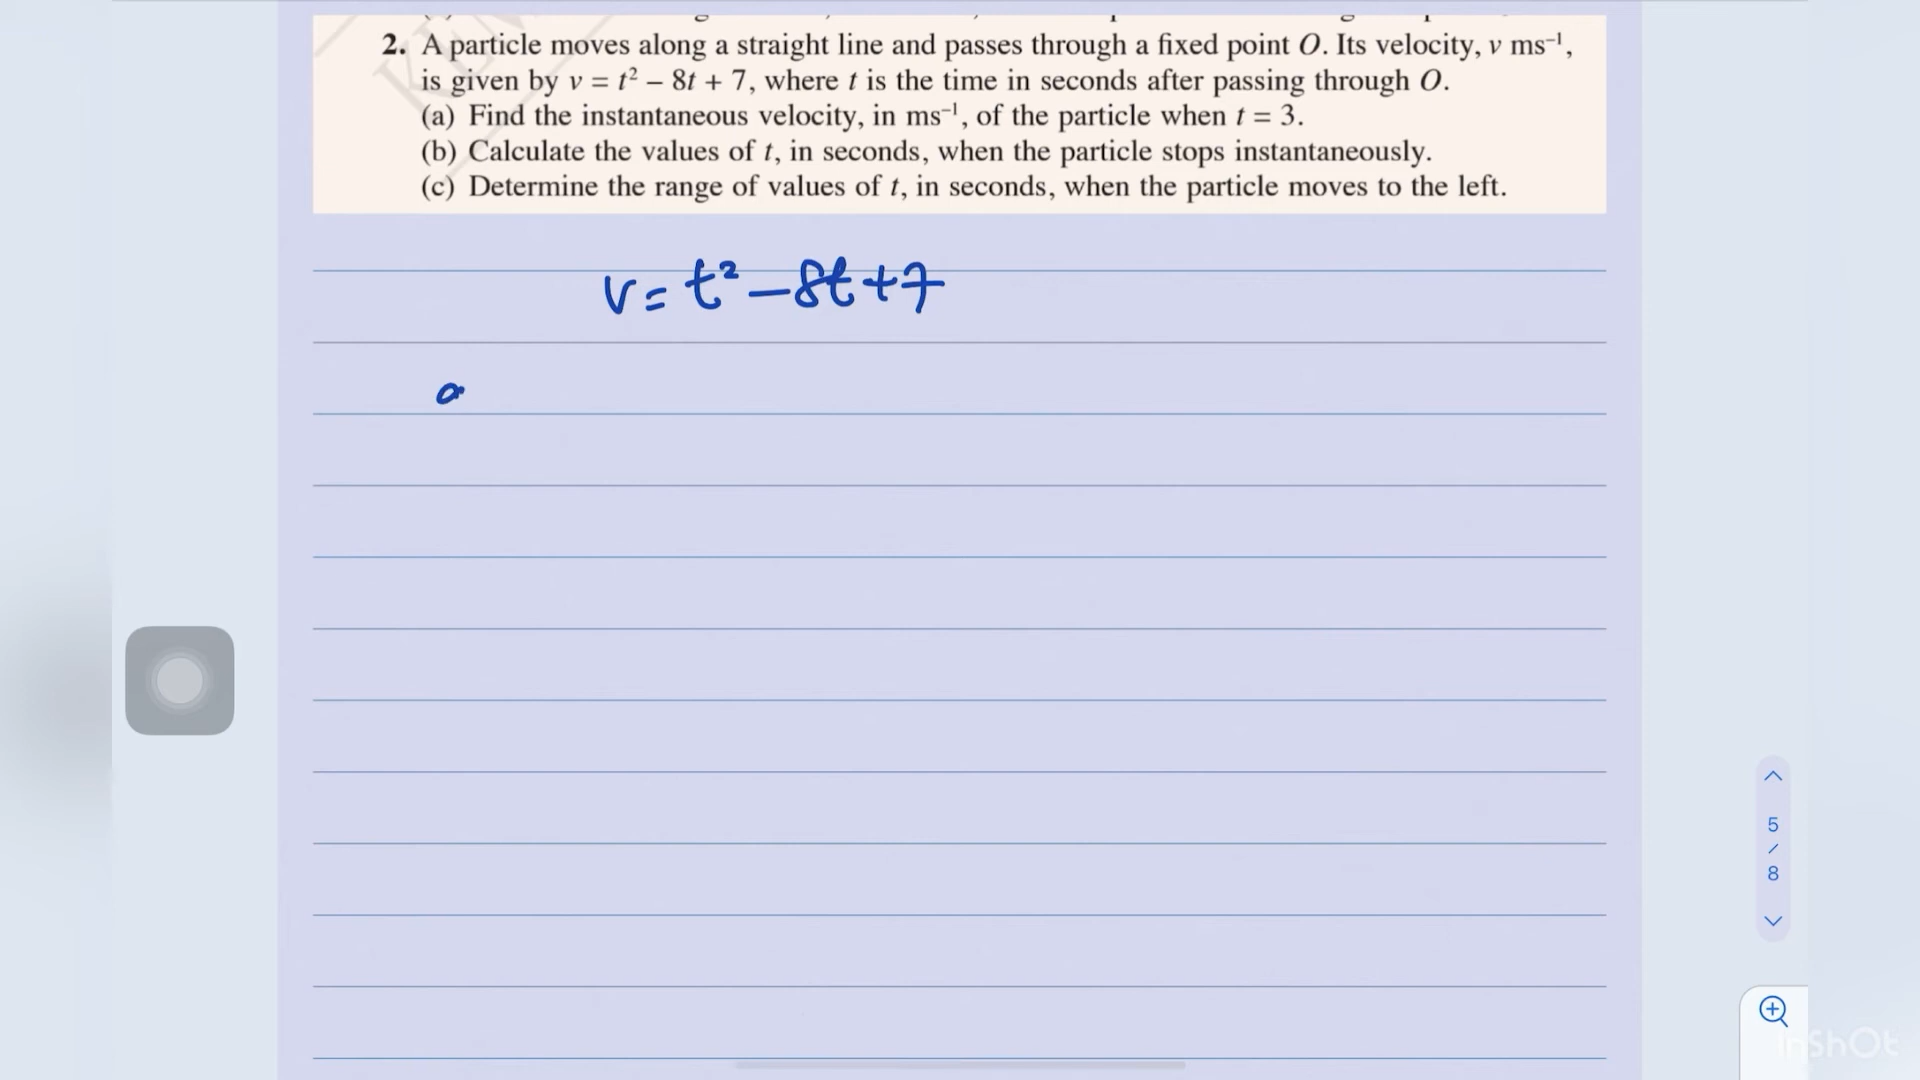 2. A particle moves along a straight line and passes through a fixed point O. Its velocity, v ms⁻¹,
is given by v = t² – 8t + 7, where t is the time in seconds after passing through O.
(a) Find the instantaneous velocity, in ms⁻¹, of the particle when t = 3.
(b) Calculate the values of t, in seconds, when the particle stops instantaneously.
(c) Determine the range of values of t, in seconds, when the particle moves to the left.
v = t² – 8t + 7
a
5
/
8
InShOt